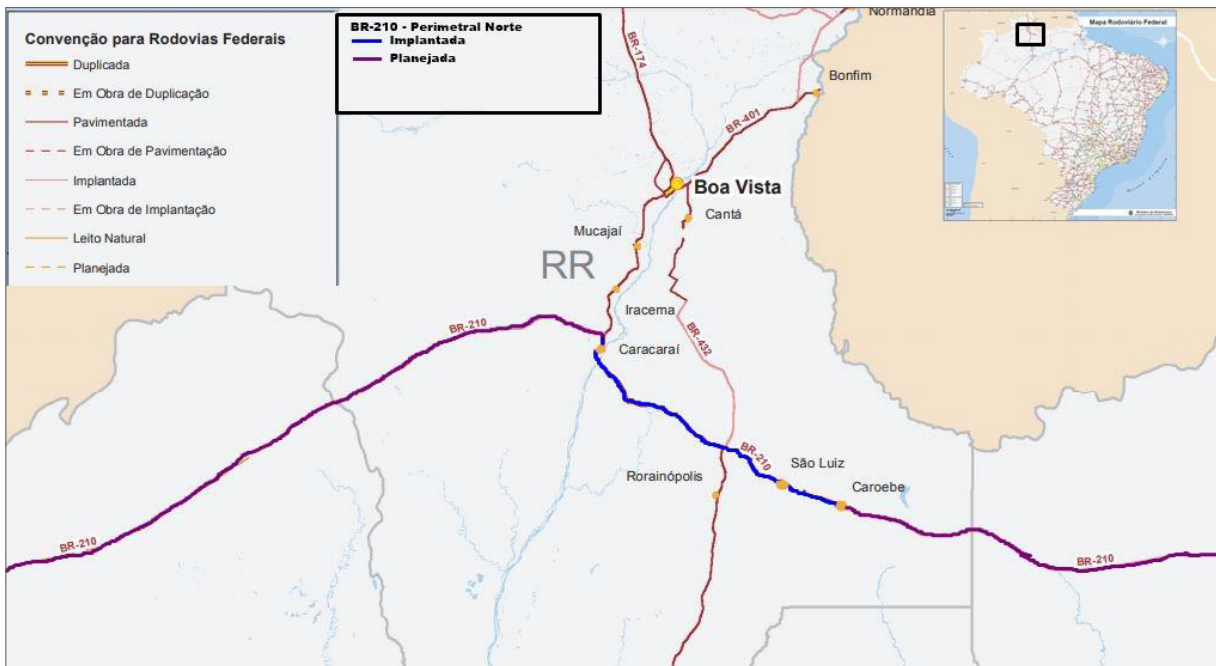 Convenção para Rodovias Federais
Duplicada
Em Obra de Duplicação
Pavimentada
Em Obra de Pavimentação
Implantada
Em Obra de Implantação
Leito Natural
Planejada
BR-210 - Perimetral Norte
Implantada
Planejada
Mapa Rodoviário Federal
Normandia
BR-174
Bonfim
BR-401
Boa Vista
Cantá
Mucajaí
RR
Iracema
BR-210
Caracaraí
BR-432
BR-210
São Luiz
Rorainópolis
Caroebe
BR-210
BR-210